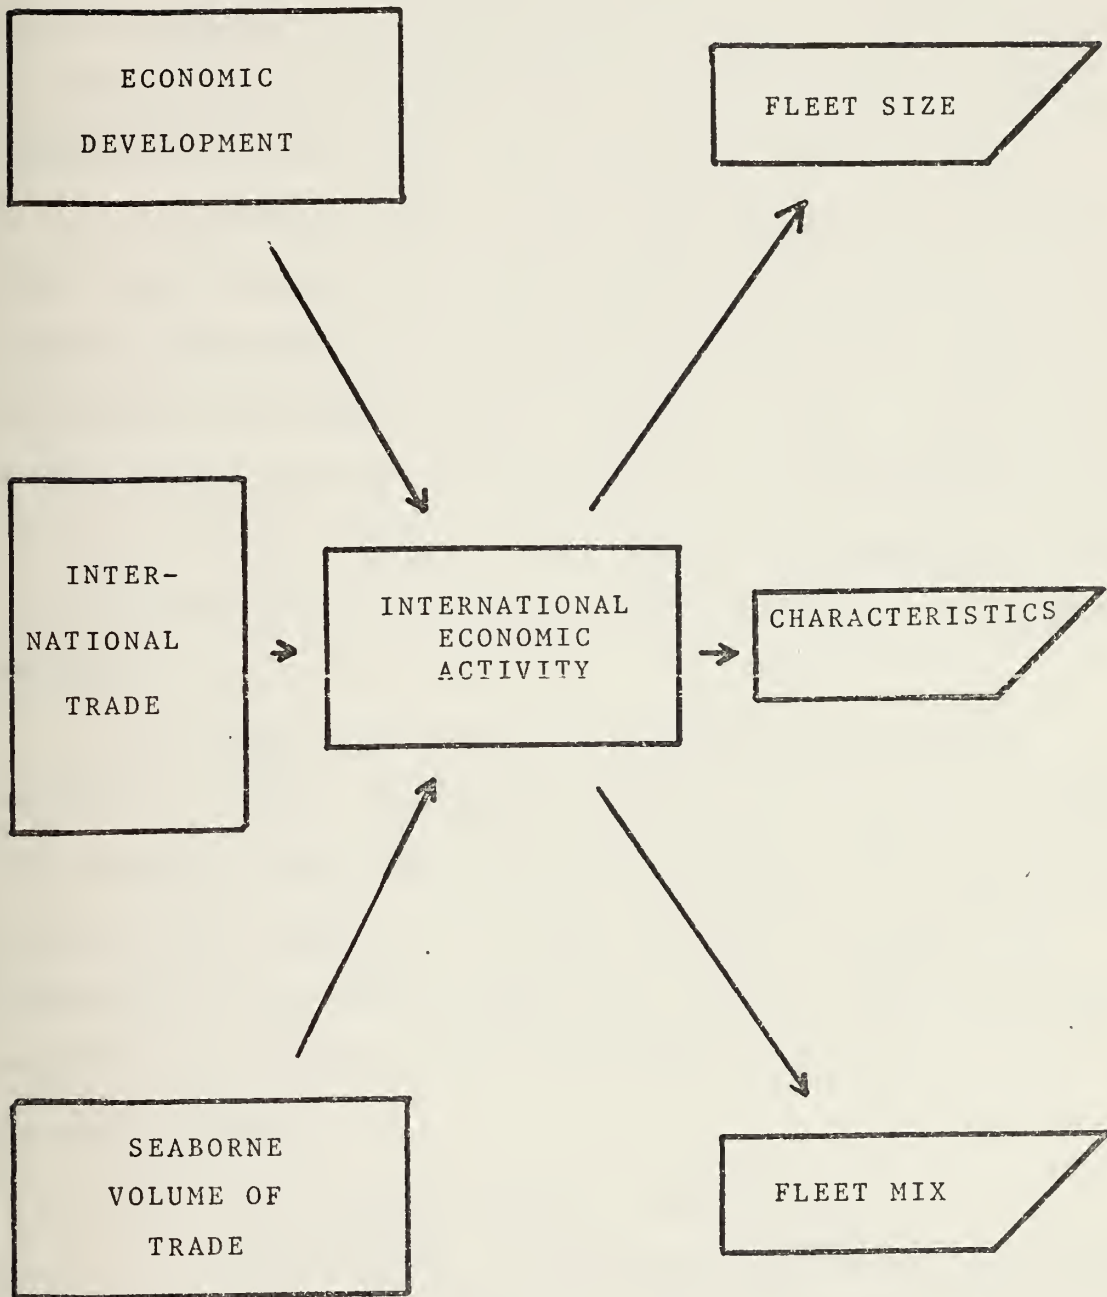 ECONOMIC
DEVELOPMENT
FLEET SIZE
INTER-
NATIONAL
TRADE
INTERNATIONAL
ECONOMIC
ACTIVITY
CHARACTERISTICS
SEABORNE
VOLUME OF
TRADE
FLEET MIX